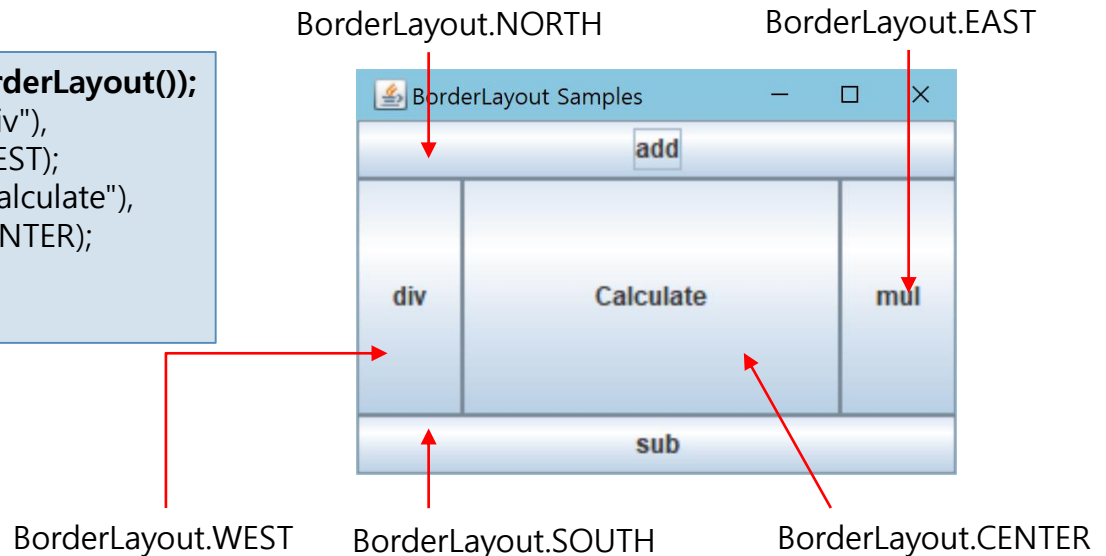 BorderLayout.NORTH
BorderLayout.EAST
rderLayout());
iv"),
EST);
alculate"),
NTER);
BorderLayout Samples
add
div
Calculate
mul
sub
BorderLayout.WEST
BorderLayout.SOUTH
BorderLayout.CENTER